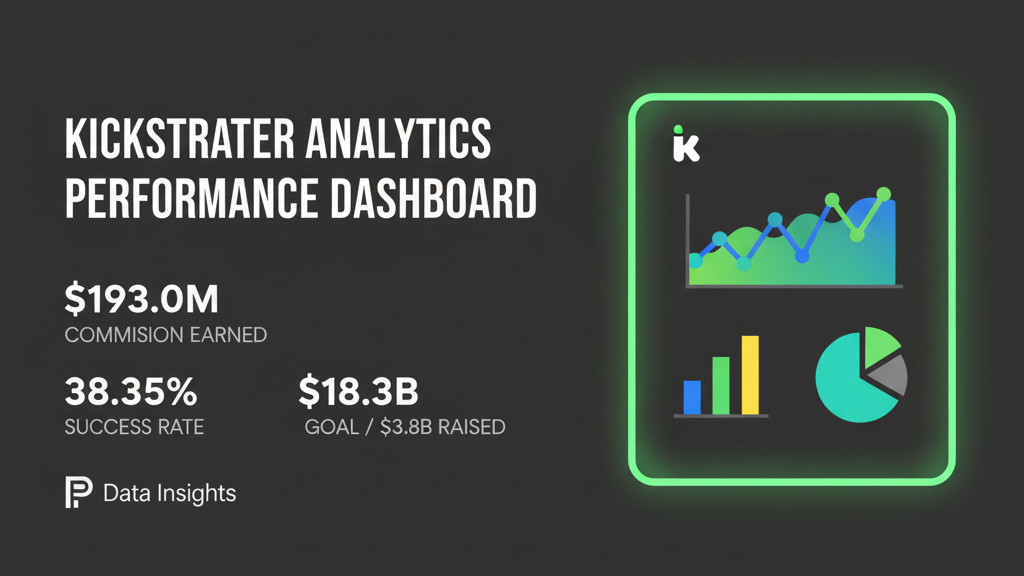 KICKSTRATER ANALYTICS
PERFORMANCE DASHBOARD
$193.0M
COMMISION EARNED
38.35%
SUCCESS RATE
$18.3B
GOAL / $3.8B RAISED
Data Insights
k